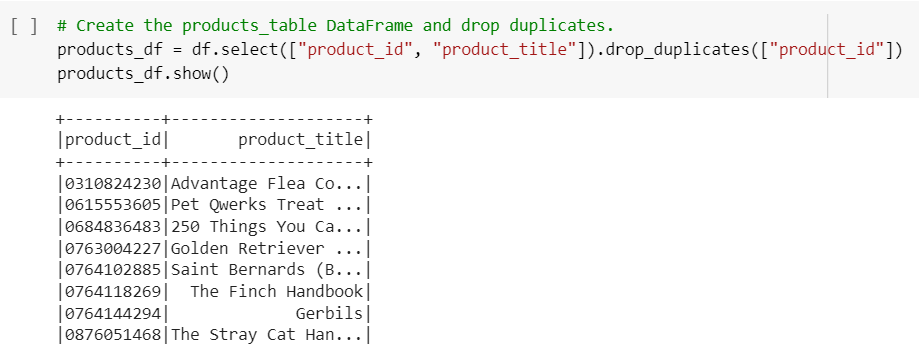 [ ] # Create the products_table DataFrame and drop duplicates.
products_df = df.select(["product_id", "product_title"]).drop_duplicates(["product_id"])
products_df.show()
+----------+--------------------+
|product_id|       product_title|
+----------+--------------------+
|0310824230|Advantage Flea Co...|
|0615553605|Pet Qwerks Treat ...|
|0684836483|250 Things You Ca...|
|0763004227|Golden Retriever ...|
|0764102885|Saint Bernards (B...|
|0764118269|  The Finch Handbook|
|0764144294|             Gerbils|
|0876051468|The Stray Cat Han...|